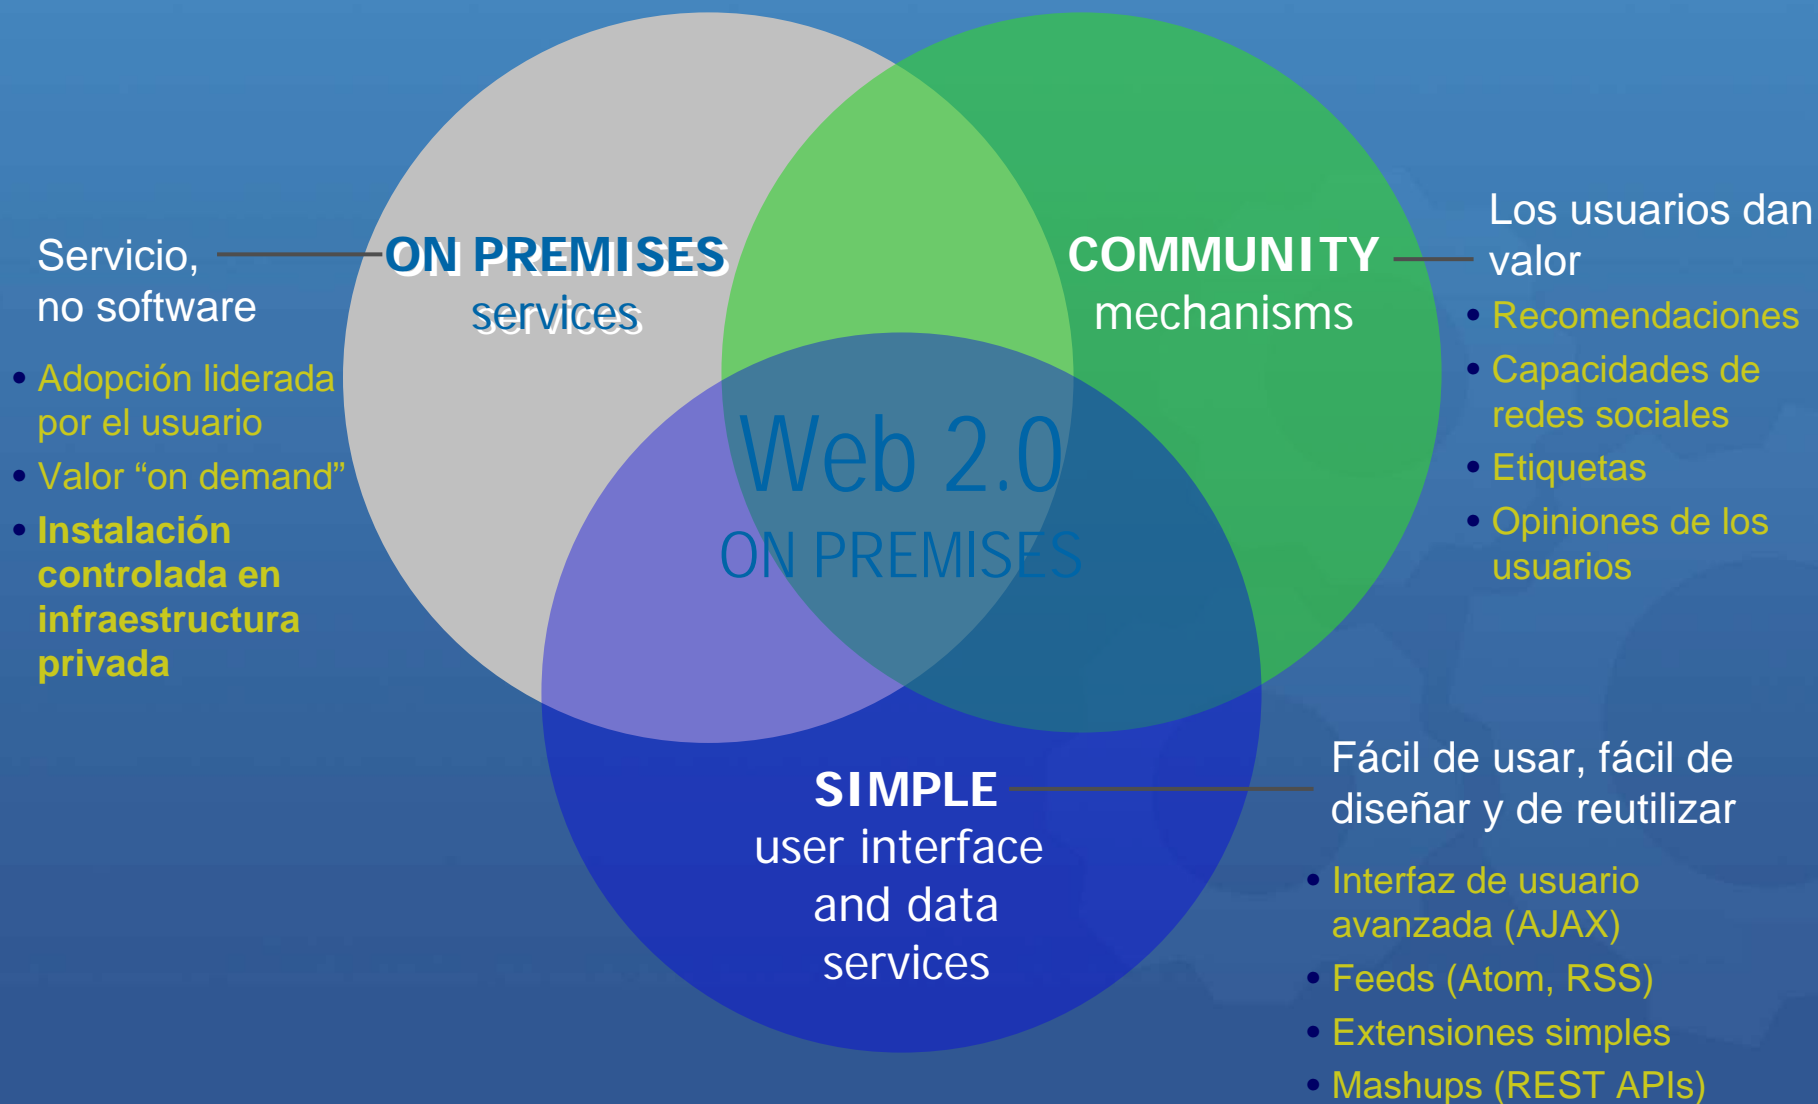 Servicio,
no software
• Adopción liderada
por el usuario
• Valor “on demand”
• Instalación
controlada en
infraestructura
privada
ON PREMISES
services
COMMUNITY
mechanisms
Los usuarios dan
valor
• Recomendaciones
• Capacidades de
redes sociales
• Etiquetas
• Opiniones de los
usuarios
Web 2.0
ON PREMISES
SIMPLE
user interface
and data
services
Fácil de usar, fácil de
diseñar y de reutilizar
• Interfaz de usuario
avanzada (AJAX)
• Feeds (Atom, RSS)
• Extensiones simples
• Mashups (REST APIs)